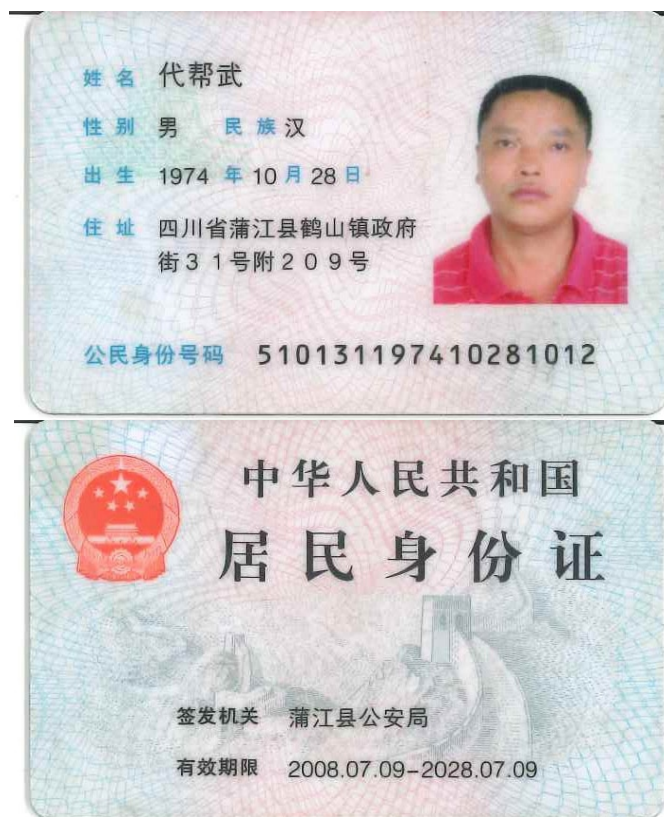 姓名 代帮武
性别 男 民族 汉
出生 1974 年 10 月 28 日
住址 四川省蒲江县鹤山镇政府
街31号附209号
公民身份号码 510131197410281012
中华人民共和国
居民身份证
签发机关 蒲江县公安局
有效期限 2008.07.09-2028.07.09